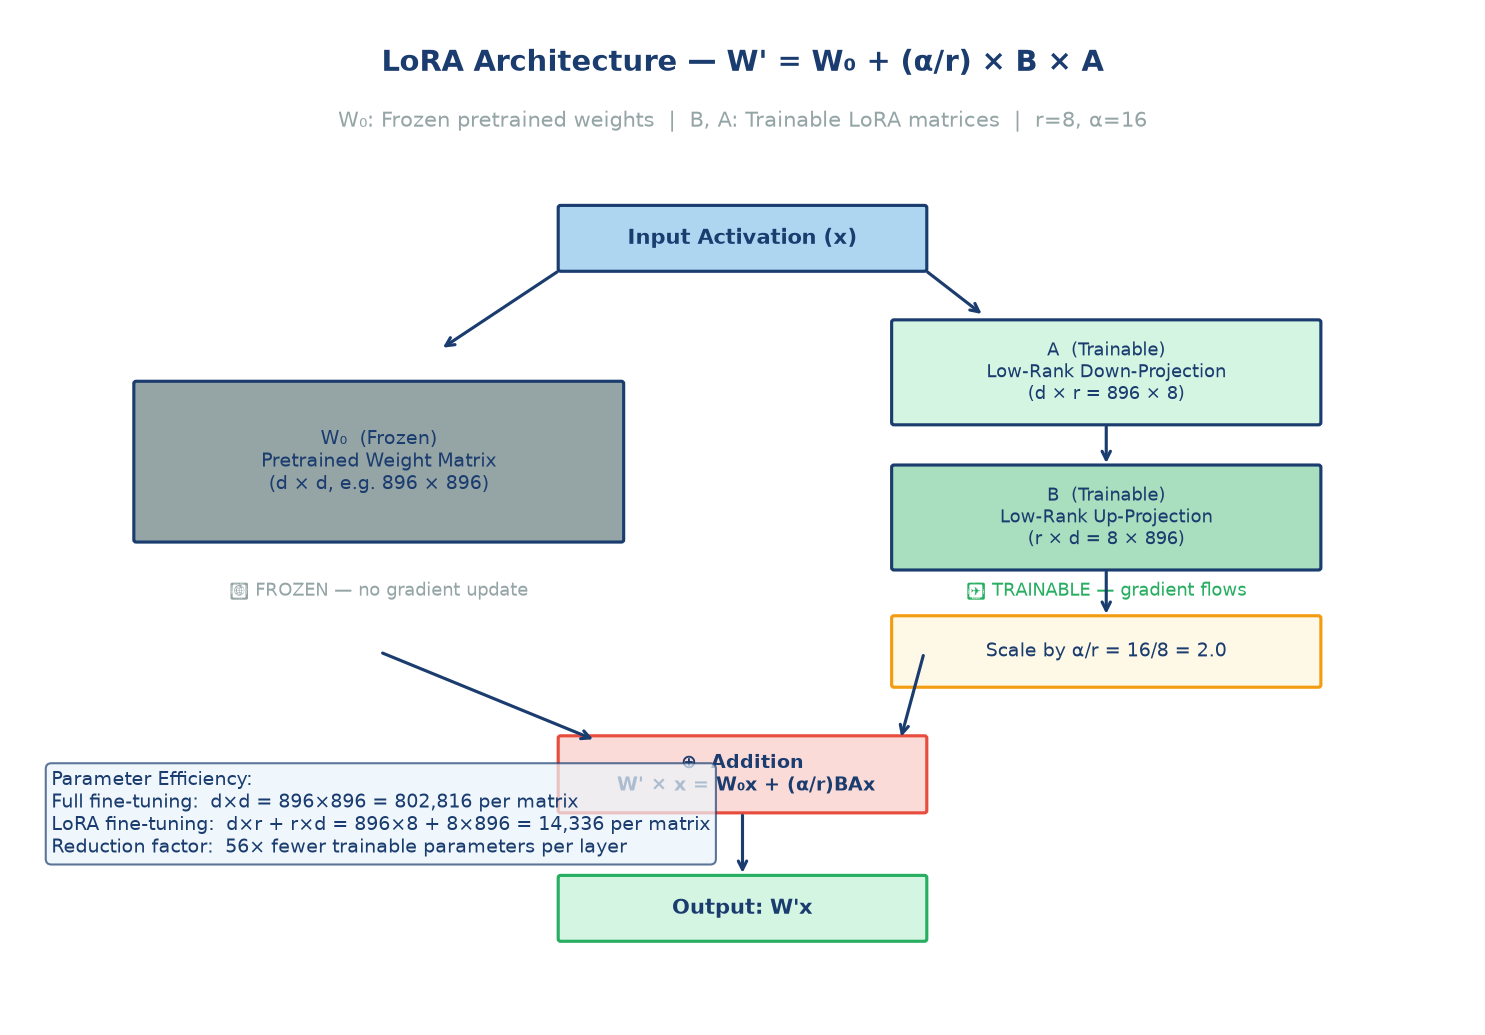 LoRA Architecture — W' = W₀ + (α/r) × B × A
W₀: Frozen pretrained weights | B, A: Trainable LoRA matrices | r=8, α=16
Input Activation (x)
A (Trainable)
Low-Rank Down-Projection
(d × r = 896 × 8)
W₀ (Frozen)
Pretrained Weight Matrix
(d × d, e.g. 896 × 896)
B (Trainable)
Low-Rank Up-Projection
(r × d = 8 × 896)
FROZEN — no gradient update
TRAINABLE — gradient flows
Scale by α/r = 16/8 = 2.0
⊕ Addition
W' × x = W₀x + (α/r)BAx
Parameter Efficiency:
Full fine-tuning: d×d = 896×896 = 802,816 per matrix
LoRA fine-tuning: d×r + r×d = 896×8 + 8×896 = 14,336 per matrix
Reduction factor: 56× fewer trainable parameters per layer
Output: W'x